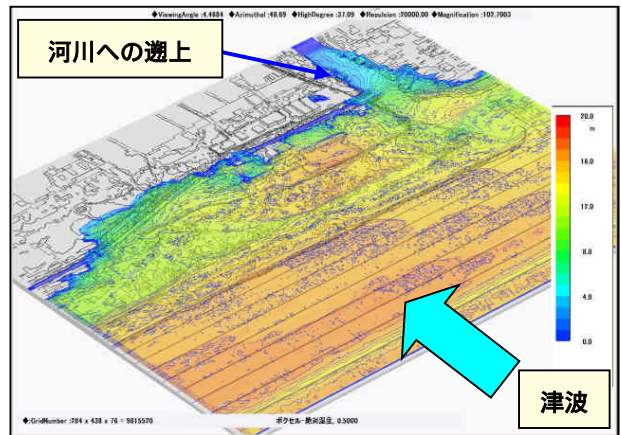 ◆ViewingAngle :4.4884 ◆Azimuthal :48.69 ◆HighDegree :37.09 ◆Repulsion :20000.00 ◆Magnification :102.7003
河川への遡上
20.0
m
16.0
12.0
8.0
4.0
0.0
津波
◆:GridNumber :784 x 438 x 76 = 9815570
ボクセル-絶対湿度, 0.5000